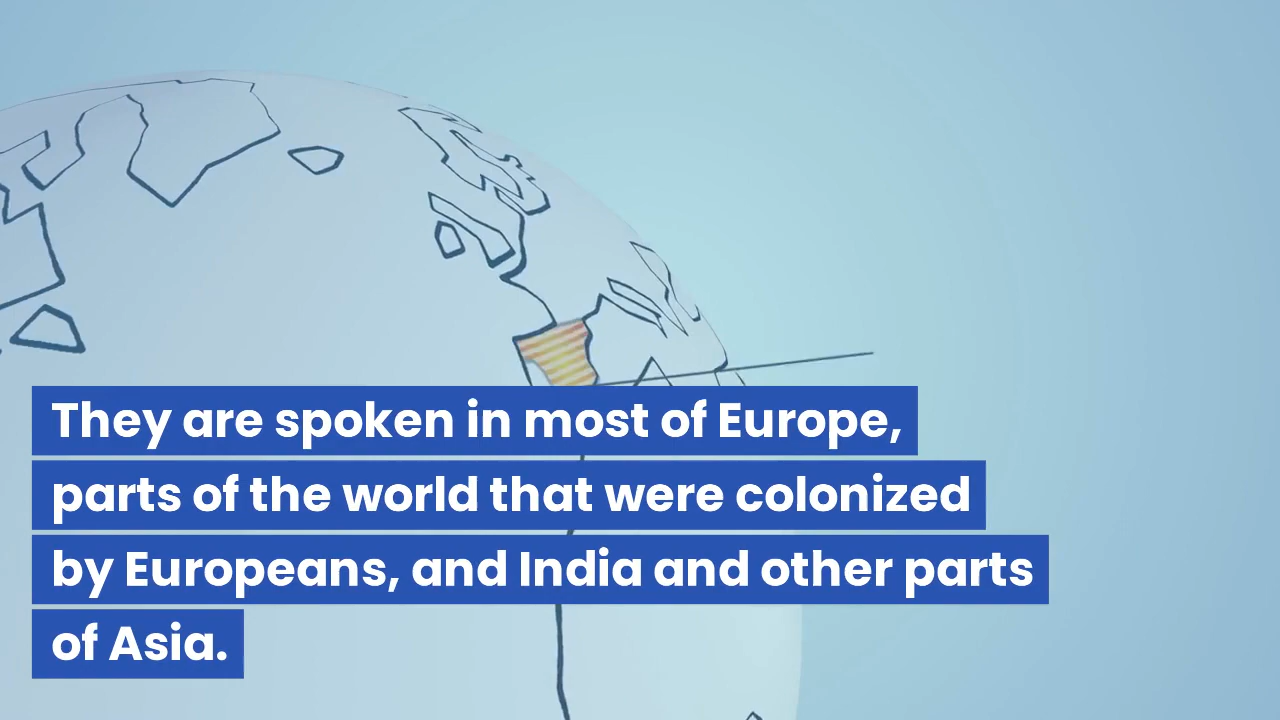 They are spoken in most of Europe,
parts of the world that were colonized
by Europeans, and India and other parts
of Asia.